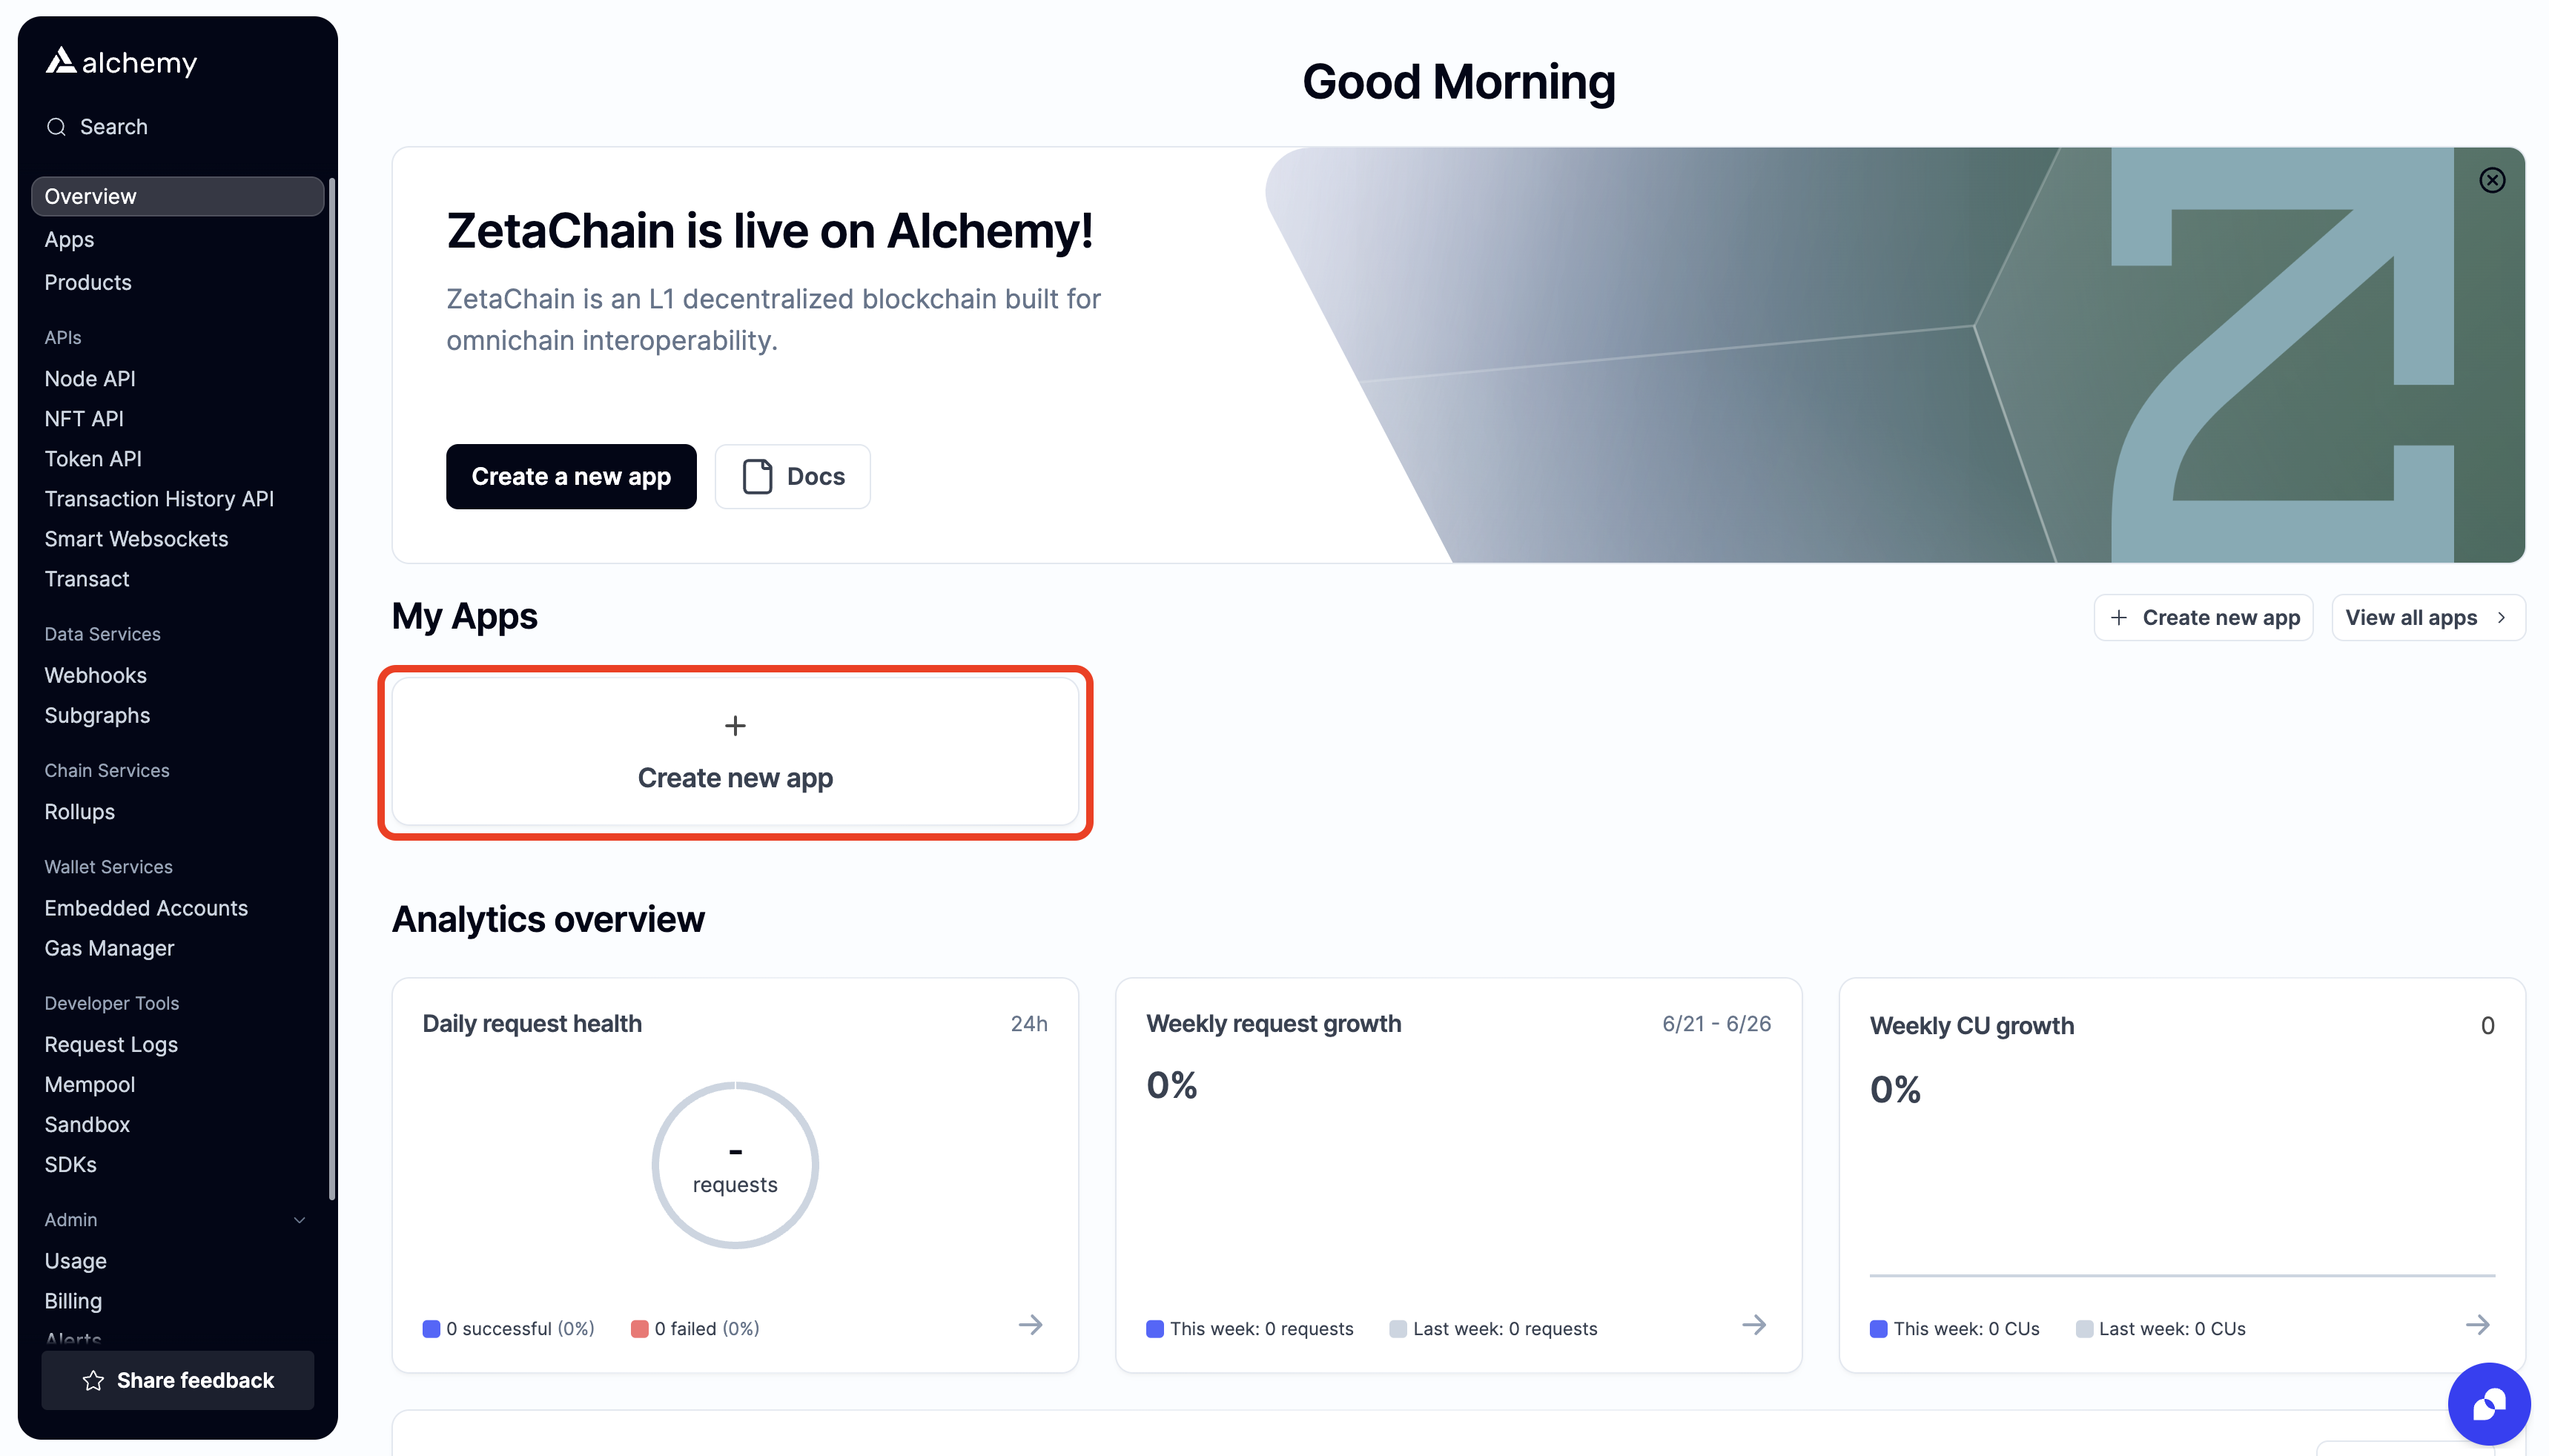 alchemy
Search
Overview
Apps
Products
APIs
Node API
NFT API
Token API
Transaction History API
Smart Websockets
Transact
Data Services
Webhooks
Subgraphs
Chain Services
Rollups
Wallet Services
Embedded Accounts
Gas Manager
Developer Tools
Request Logs
Mempool
Sandbox
SDKs
Admin
Usage
Billing
Alerts
Share feedback
Good Morning
ZetaChain is live on Alchemy!
ZetaChain is an L1 decentralized blockchain built for
omnichain interoperability.
Create a new app
Docs
My Apps
+ Create new app
View all apps >
+
Create new app
Analytics overview
Daily request health 24h
-
requests
0 successful (0%) 0 failed (0%)
Weekly request growth 6/21 - 6/26
0%
This week: 0 requests Last week: 0 requests
Weekly CU growth 0
0%
This week: 0 CUs Last week: 0 CUs